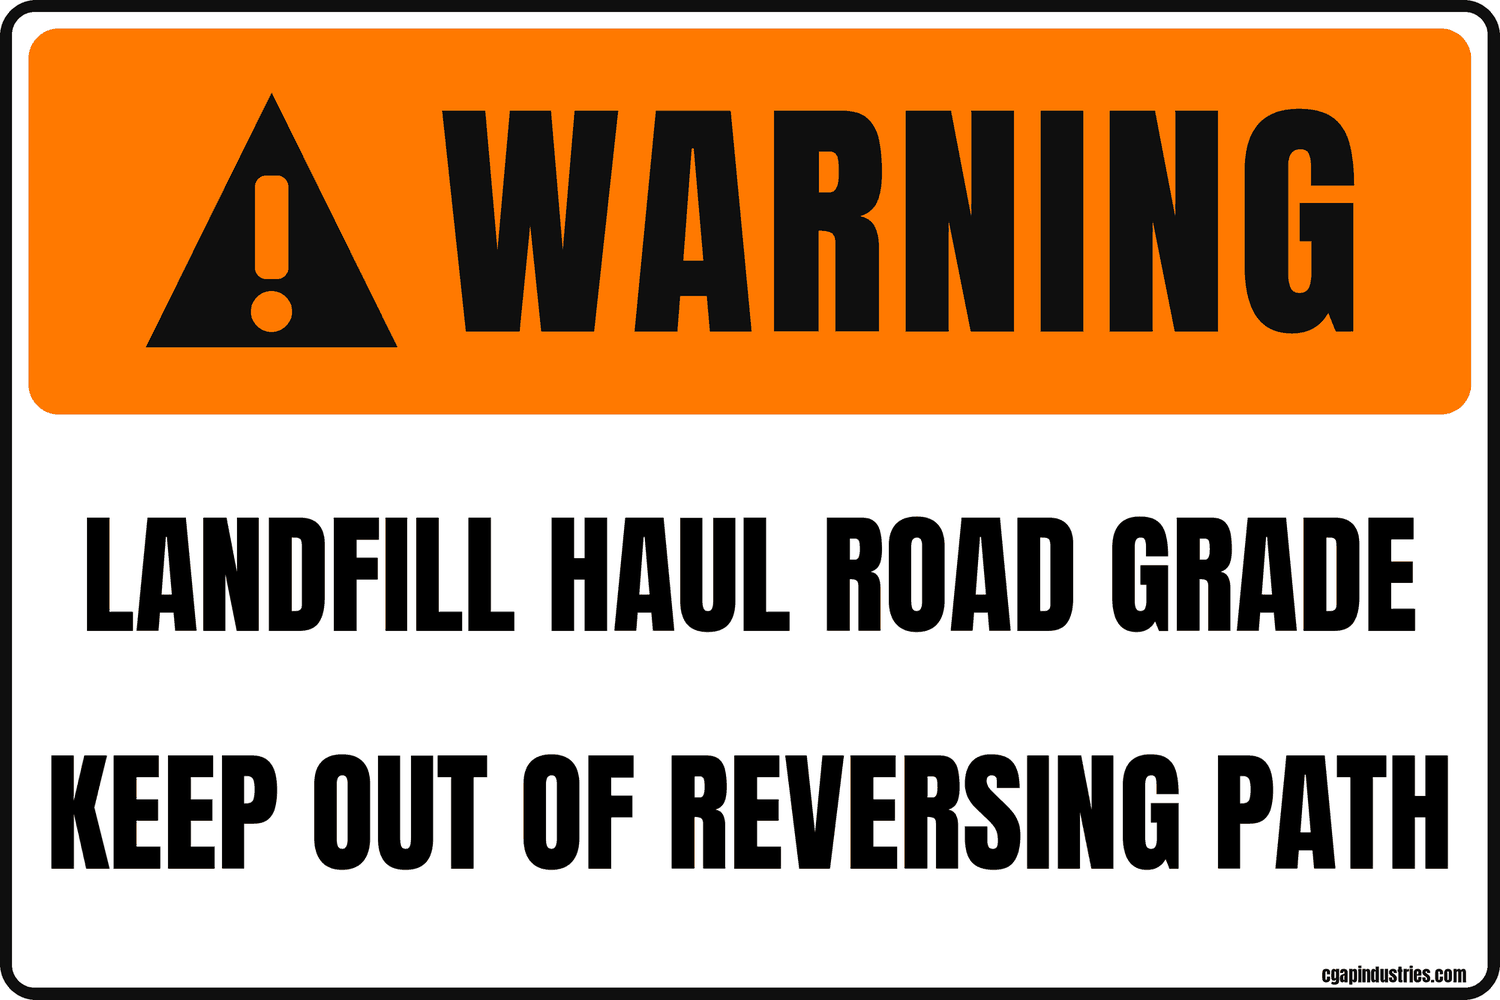 WARNING
LANDFILL HAUL ROAD GRADE
KEEP OUT OF REVERSING PATH
cgapindustries.com